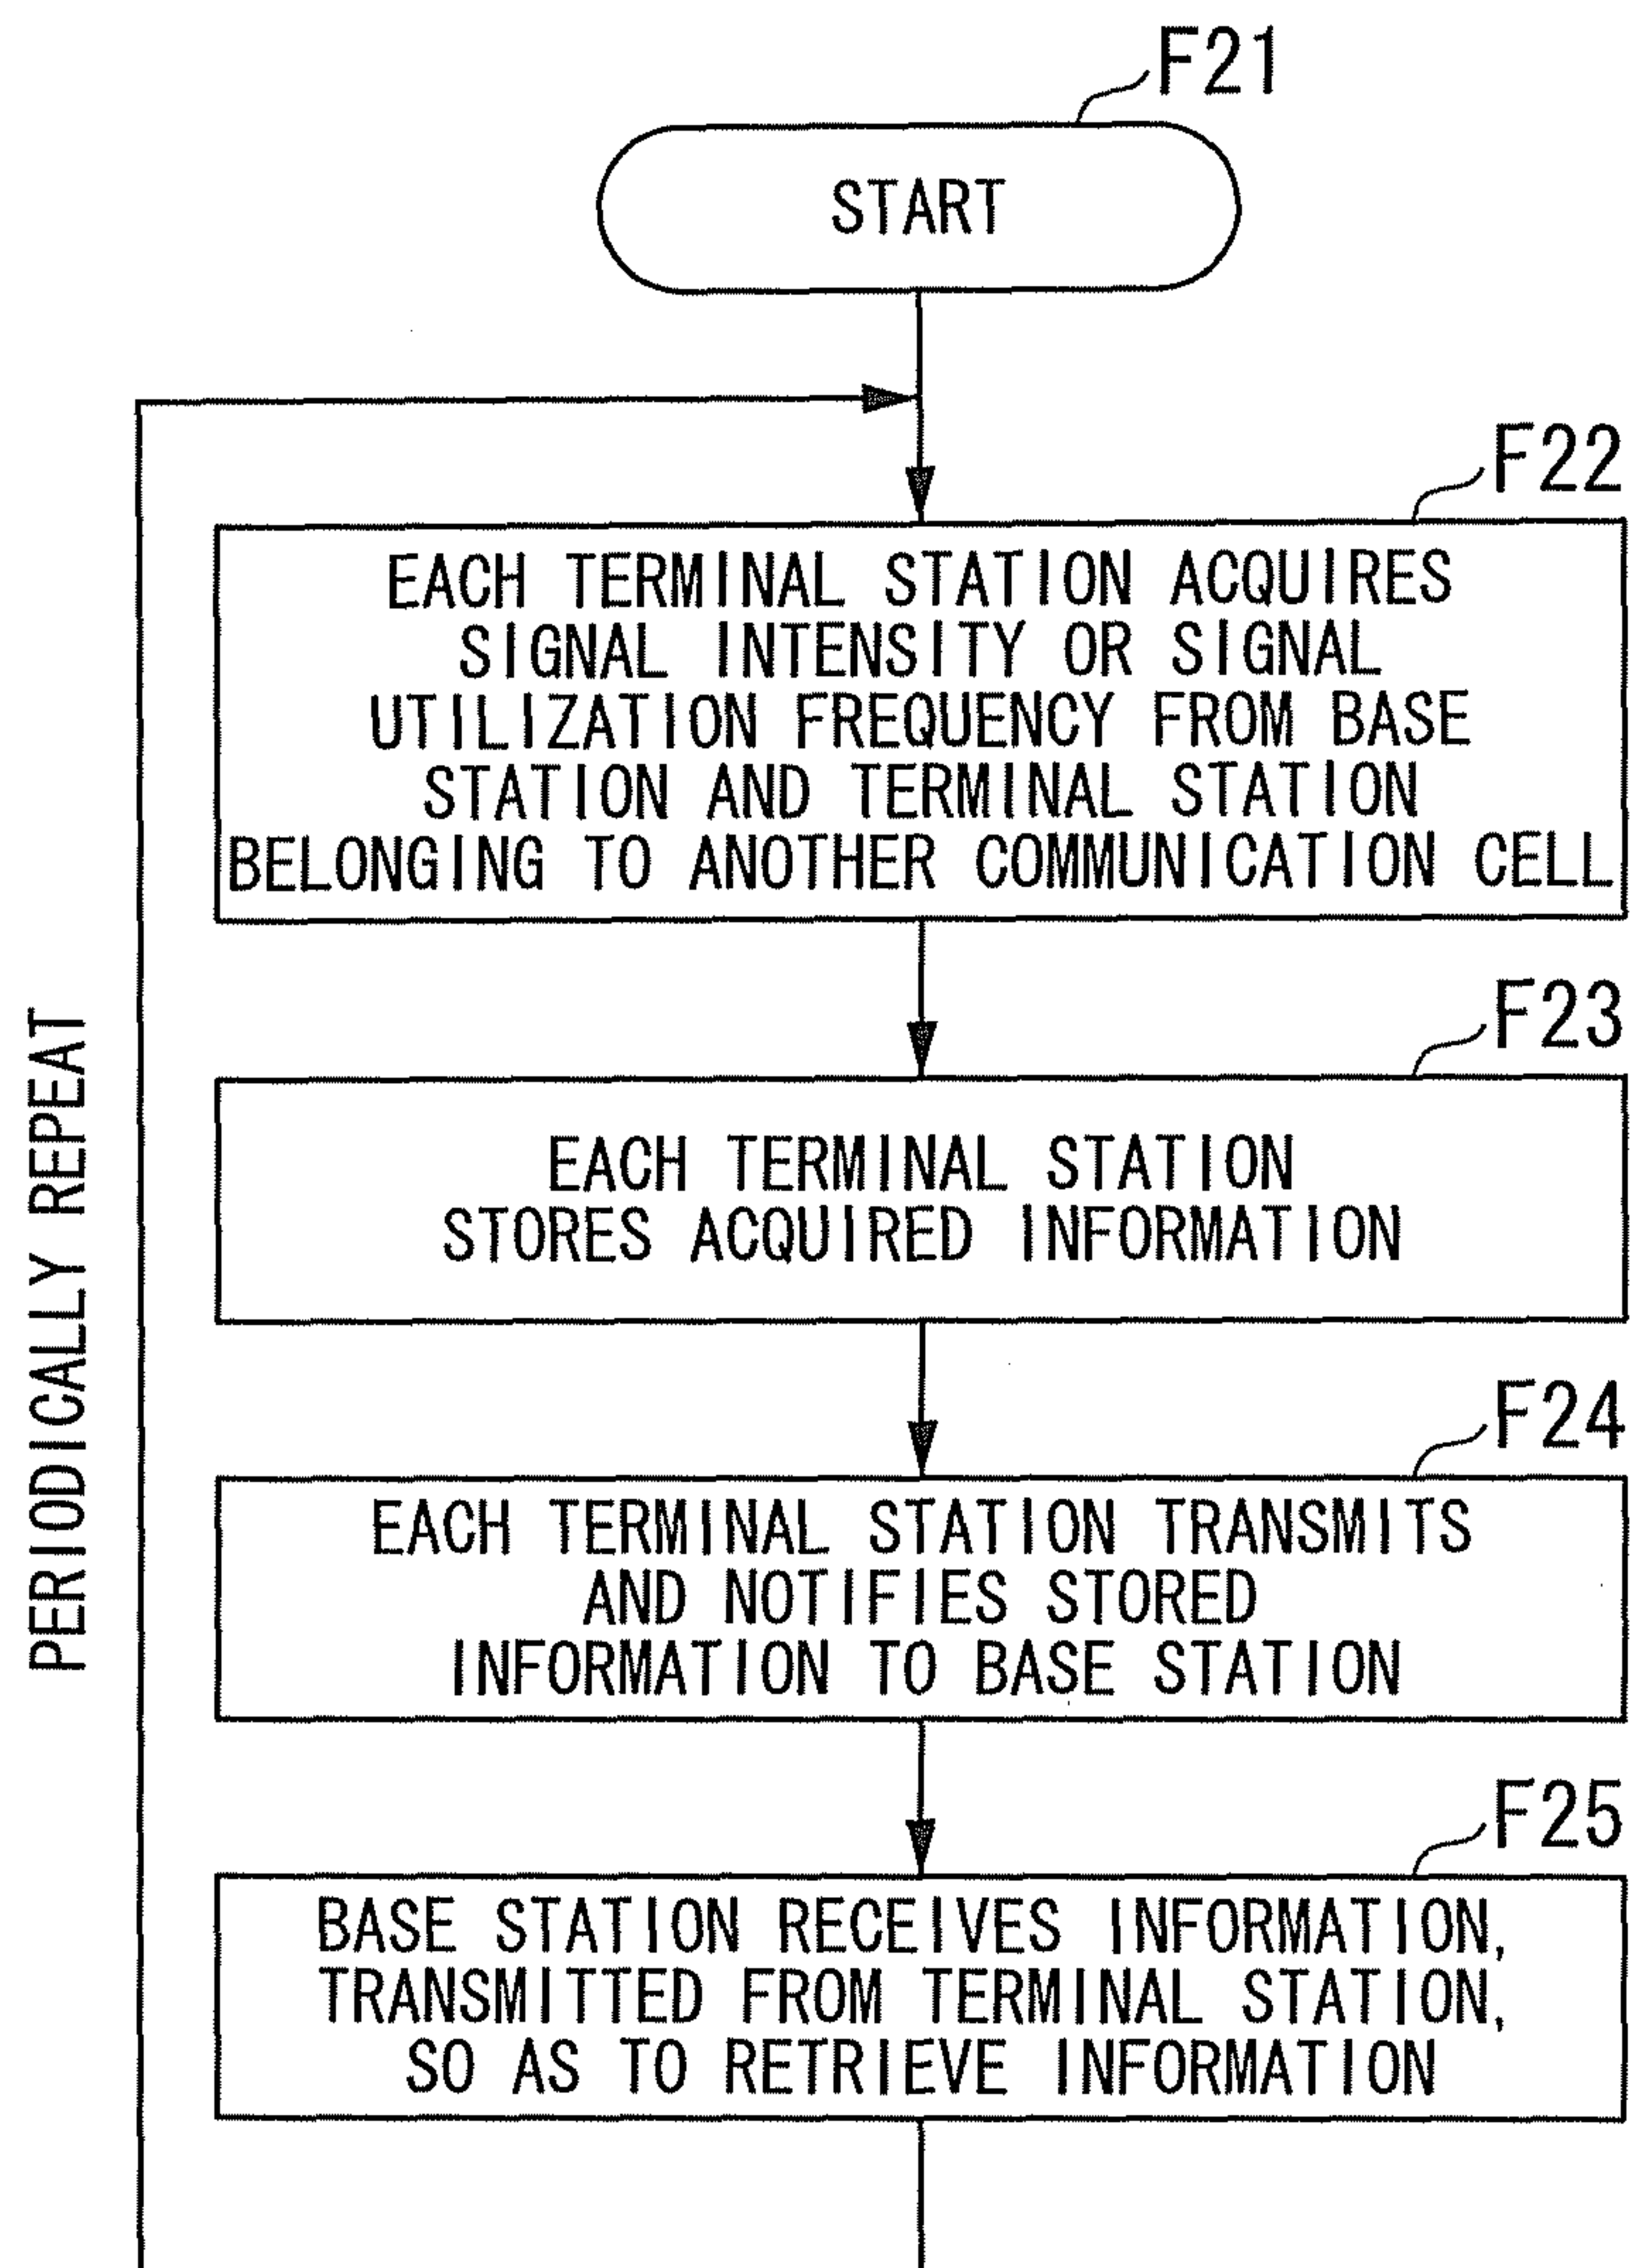 F21
START
F22
EACH TERMINAL STATION ACQUIRES
SIGNAL INTENSITY OR SIGNAL
UTILIZATION FREQUENCY FROM BASE
STATION AND TERMINAL STATION
BELONGING TO ANOTHER COMMUNICATION CELL
F23
EACH TERMINAL STATION
STORES ACQUIRED INFORMATION
PERIODICALLY REPEAT
F24
EACH TERMINAL STATION TRANSMITS
AND NOTIFIES STORED
INFORMATION TO BASE STATION
F25
BASE STATION RECEIVES INFORMATION,
TRANSMITTED FROM TERMINAL STATION,
SO AS TO RETRIEVE INFORMATION